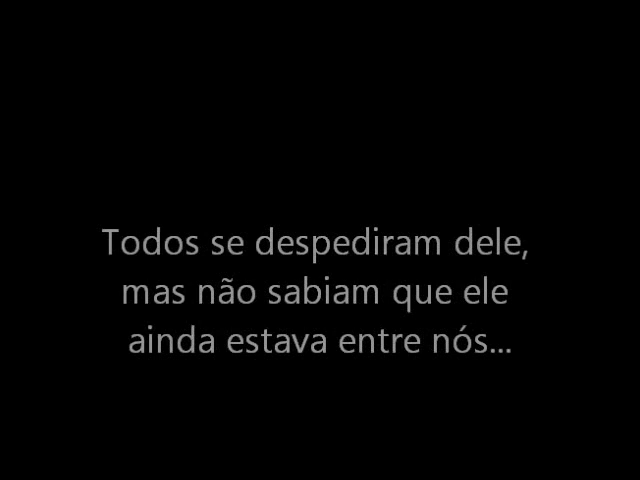 Todos se despediram dele,
mas não sabiam que ele
ainda estava entre nós...